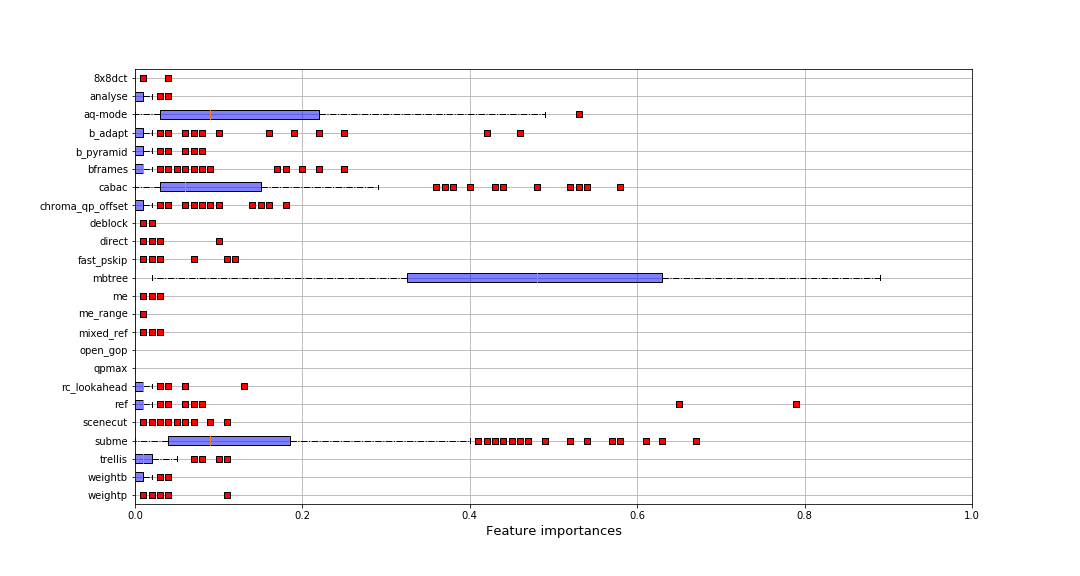 8x8dct
analyse
aq-mode
b_adapt
b_pyramid
bframes
cabac
chroma_qp_offset
deblock
direct
fast_pskip
mbtree
me
me_range
mixed_ref
open_gop
qpmax
rc_lookahead
ref
scenecut
subme
trellis
weightb
weightp
0.0 0.2 0.4 0.6 0.8 1.0
Feature importances